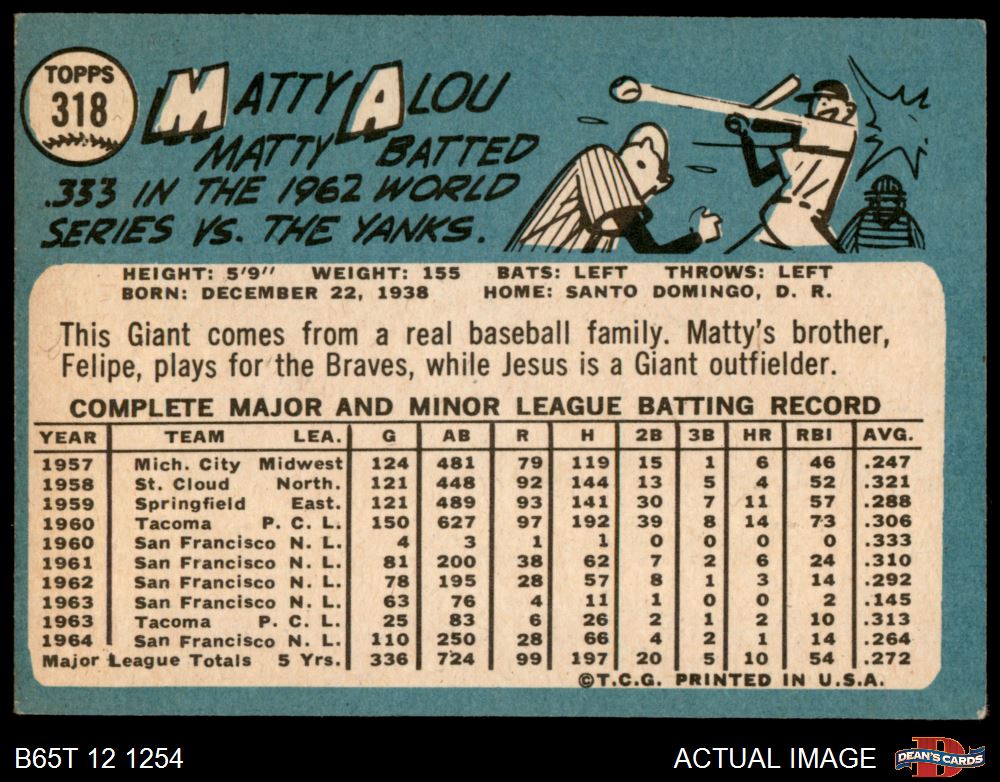 TOPPS
318
MATTY ALOU
MATTY BATTED
.333 IN THE 1962 WORLD
SERIES VS. THE YANKS.
HEIGHT: 5'9" WEIGHT: 155 BATS: LEFT THROWS: LEFT
BORN: DECEMBER 22, 1938 HOME: SANTO DOMINGO, D. R.
This Giant comes from a real baseball family. Matty's brother,
Felipe, plays for the Braves, while Jesus is a Giant outfielder.
COMPLETE MAJOR AND MINOR LEAGUE BATTING RECORD
YEAR TEAM LEA. G AB R H 2B 3B HR RBI AVG.
1957 Mich. City Midwest 124 481 79 119 15 1 6 46 .247
1958 St. Cloud North. 121 448 92 144 13 5 4 52 .321
1959 Springfield East. 121 489 93 141 30 7 11 57 .288
1960 Tacoma P. C. L. 150 627 97 192 39 8 14 73 .306
1960 San Francisco N. L. 4 3 1 1 0 0 0 0 .333
1961 San Francisco N. L. 81 200 38 62 7 2 6 24 .310
1962 San Francisco N. L. 78 195 28 57 8 1 3 14 .292
1963 San Francisco N. L. 63 76 4 11 1 0 0 2 .145
1963 Tacoma P. C. L. 25 83 6 26 2 1 2 10 .313
1964 San Francisco N. L. 110 250 28 66 4 2 1 14 .264
Major League Totals 5 Yrs. 336 724 99 197 20 5 10 54 .272
©T.C.G. PRINTED IN U.S.A.
B65T 12 1254
ACTUAL IMAGE
D
DEAN'S CARDS